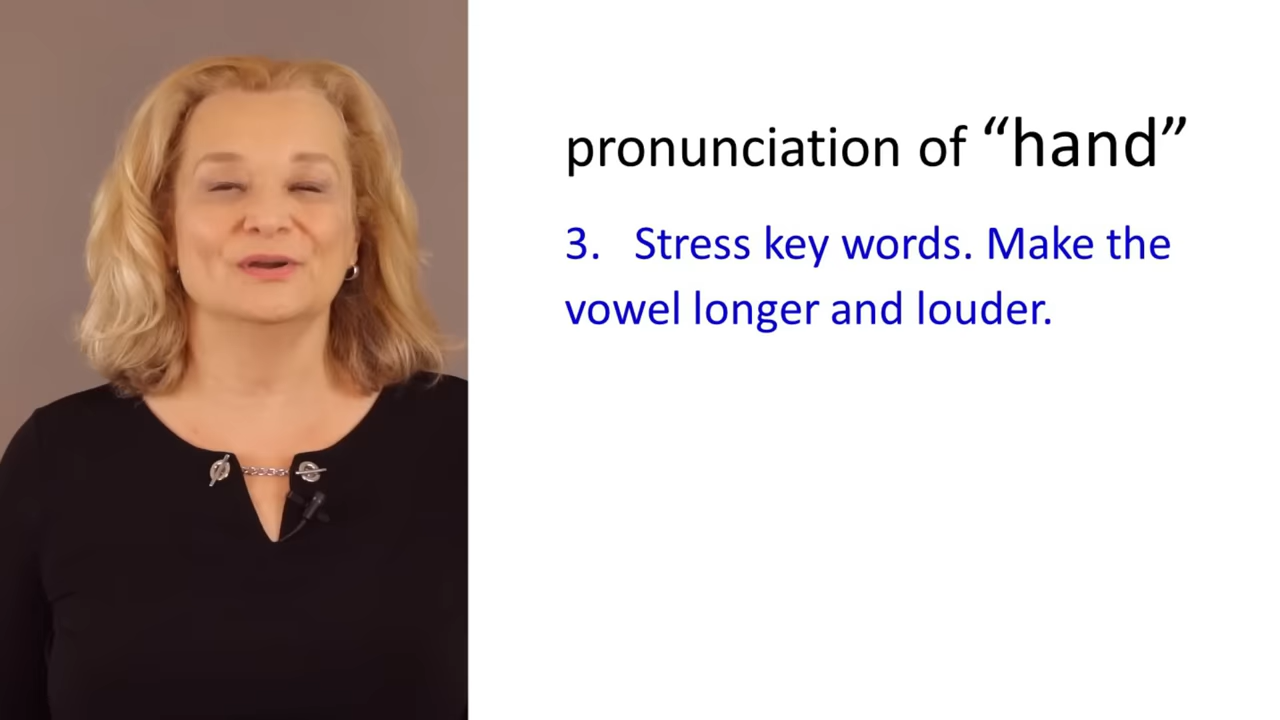 pronunciation of “hand”
3. Stress key words. Make the
vowel longer and louder.